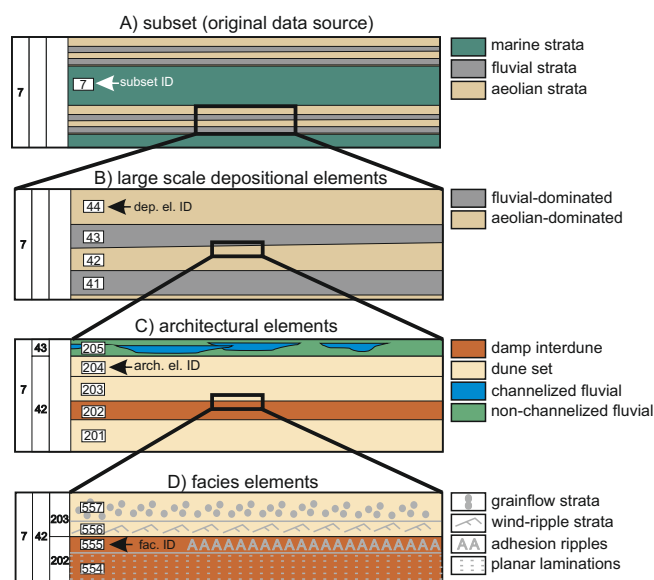 A) subset (original data source)
7
7
subset ID
marine strata
fluvial strata
aeolian strata
B) large scale depositional elements
7
44
dep. el. ID
43
42
41
fluvial-dominated
aeolian-dominated
C) architectural elements
7
43
42
205
204
arch. el. ID
203
202
201
damp interdune
dune set
channelized fluvial
non-channelized fluvial
D) facies elements
7
42
203
202
557
556
555
fac. ID
554
grainflow strata
wind-ripple strata
adhesion ripples
planar laminations